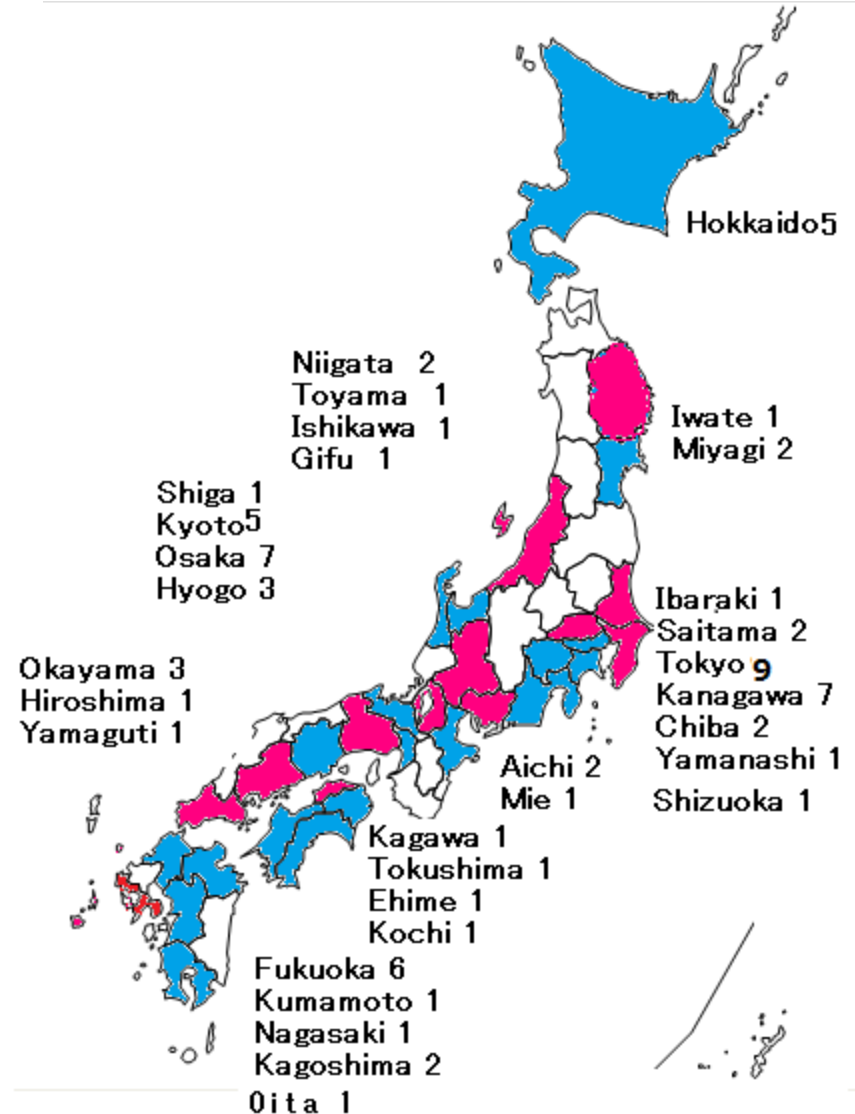 Hokkaido5
Niigata 2
Toyama 1
Ishikawa 1
Gifu 1
Iwate 1
Miyagi 2
Shiga 1
Kyoto5
Osaka 7
Hyogo 3
Ibaraki 1
Saitama 2
Tokyo 9
Kanagawa 7
Chiba 2
Yamanashi 1
Shizuoka 1
Okayama 3
Hiroshima 1
Yamaguti 1
Aichi 2
Mie 1
Kagawa 1
Tokushima 1
Ehime 1
Kochi 1
Fukuoka 6
Kumamoto 1
Nagasaki 1
Kagoshima 2
Oita 1